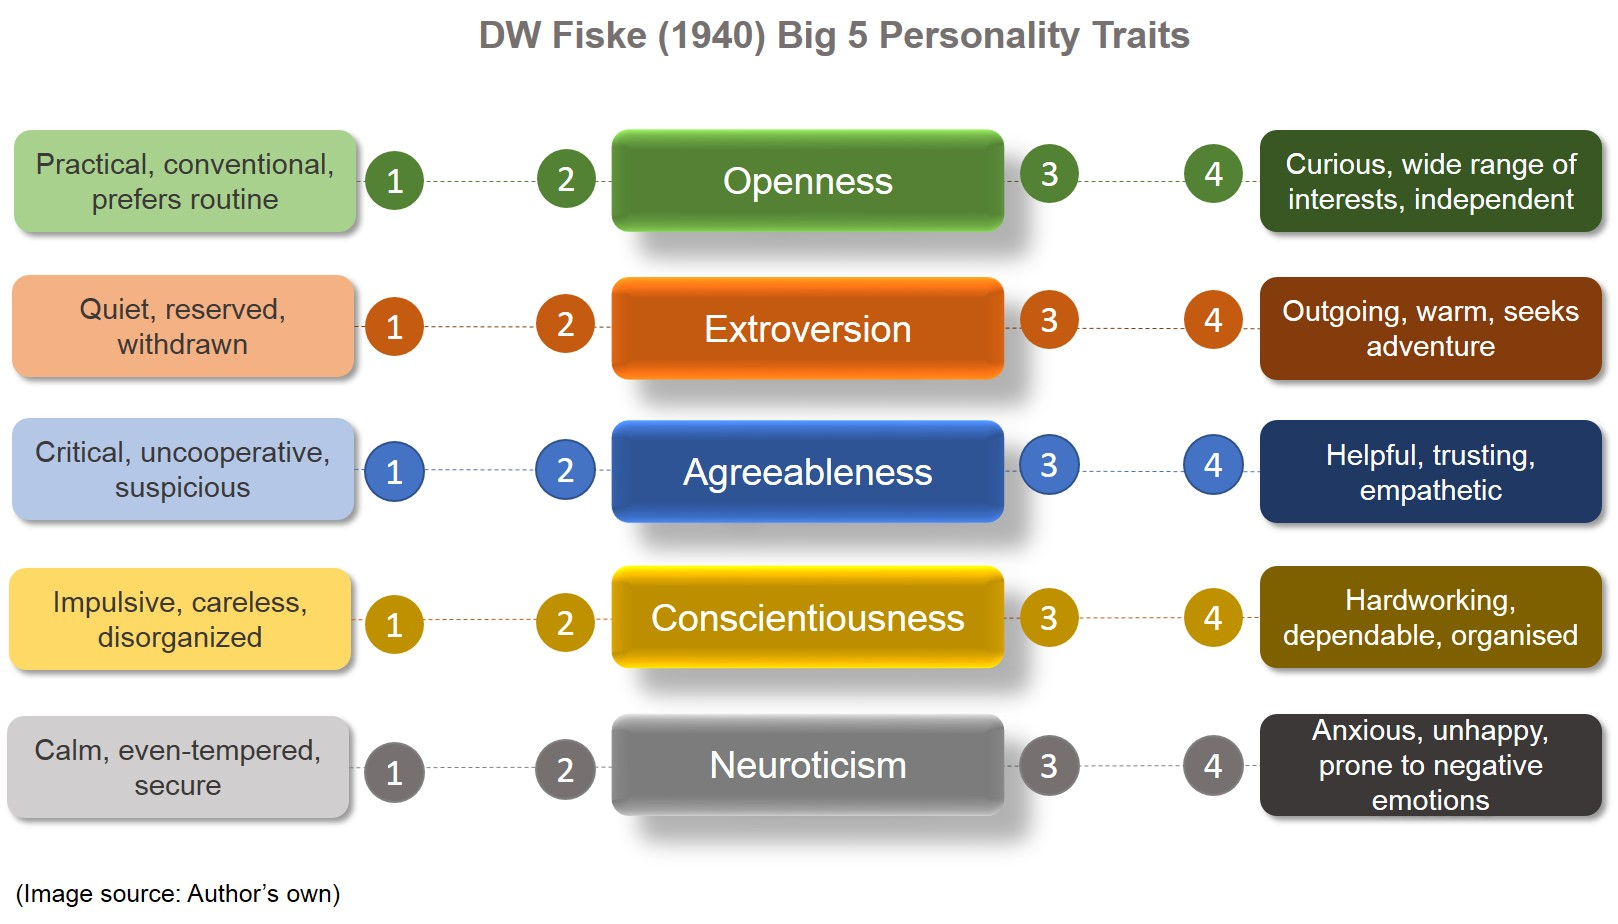 DW Fiske (1940) Big 5 Personality Traits
Practical, conventional,
prefers routine
1
2
Openness
3
4
Curious, wide range of
interests, independent
Quiet, reserved,
withdrawn
1
2
Extroversion
3
4
Outgoing, warm, seeks
adventure
Critical, uncooperative,
suspicious
1
2
Agreeableness
3
4
Helpful, trusting,
empathetic
Impulsive, careless,
disorganized
1
2
Conscientiousness
3
4
Hardworking,
dependable, organised
Calm, even-tempered,
secure
1
2
Neuroticism
3
4
Anxious, unhappy,
prone to negative
emotions
(Image source: Author’s own)